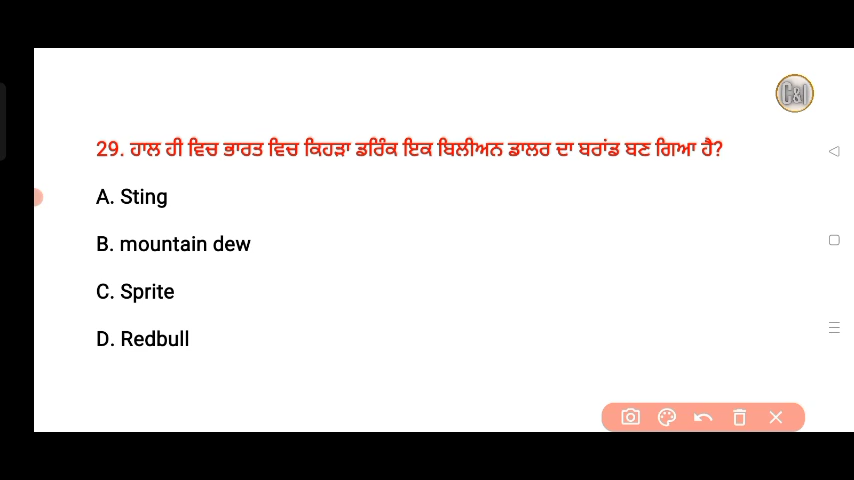 C&I
29. ਹਾਲ ਹੀ ਵਿਚ ਭਾਰਤ ਵਿਚ ਕਿਹੜਾ ਡਰਿੰਕ ਇਕ ਬਿਲੀਅਨ ਡਾਲਰ ਦਾ ਬਰਾਂਡ ਬਣ ਗਿਆ ਹੈ?
A. Sting
B. mountain dew
C. Sprite
D. Redbull